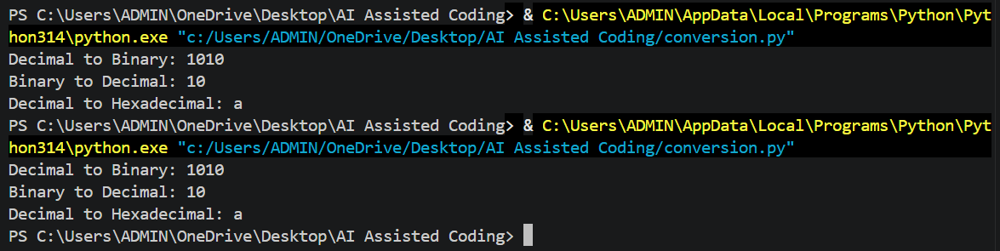 PS C:\Users\ADMIN\OneDrive\Desktop\AI Assisted Coding> & C:\Users\ADMIN\AppData\Local\Programs\Python\Pyt
hon314\python.exe "c:/Users/ADMIN/OneDrive/Desktop/AI Assisted Coding/conversion.py"
Decimal to Binary: 1010
Binary to Decimal: 10
Decimal to Hexadecimal: a
PS C:\Users\ADMIN\OneDrive\Desktop\AI Assisted Coding> & C:\Users\ADMIN\AppData\Local\Programs\Python\Pyt
hon314\python.exe "c:/Users/ADMIN/OneDrive/Desktop/AI Assisted Coding/conversion.py"
Decimal to Binary: 1010
Binary to Decimal: 10
Decimal to Hexadecimal: a
PS C:\Users\ADMIN\OneDrive\Desktop\AI Assisted Coding>